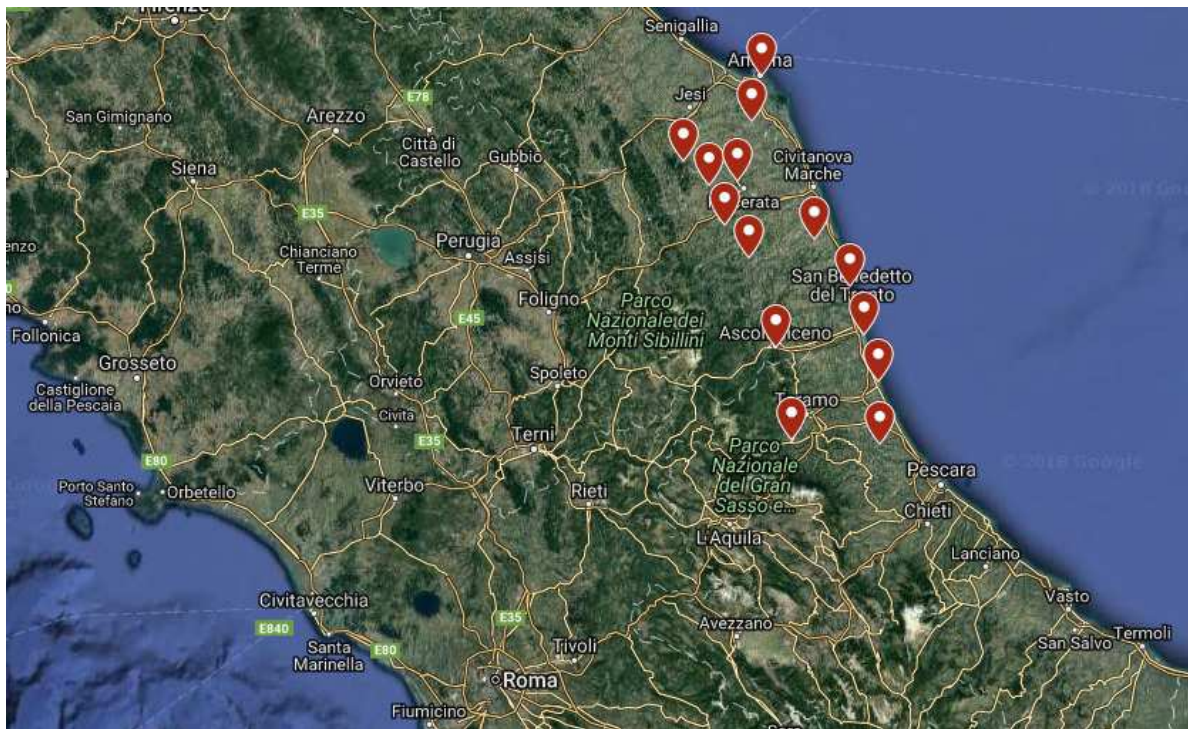 Firenze
Senigallia
Ancona
E78
Jesi
San Gimignano
Arezzo
Città di
Castello
Gubbio
Civitanova
Marche
Siena
© 2018 Goo
Macerata
E35
enzo
Chianciano
Terme
Perugia
Assisi
San Benedetto
del Tronto
Foligno
Parco
Nazionale dei
Monti Sibillini
no
E45
Follonica
Ascoli Piceno
Grosseto
Castiglione
della Pescaia
Orvieto
Spoleto
Civita
Teramo
E35
Terni
Parco
Nazionale
del Gran
Sasso e...
E80
© 2018 Google
Pescara
Porto Santo
Stefano
Orbetello
Viterbo
Rieti
Chieti
L'Aquila
Lanciano
Civitavecchia
E35
Vasto
E840
Avezzano
Santa
Marinella
E80
Tivoli
San Salvo
Termoli
Roma
Fiumicino